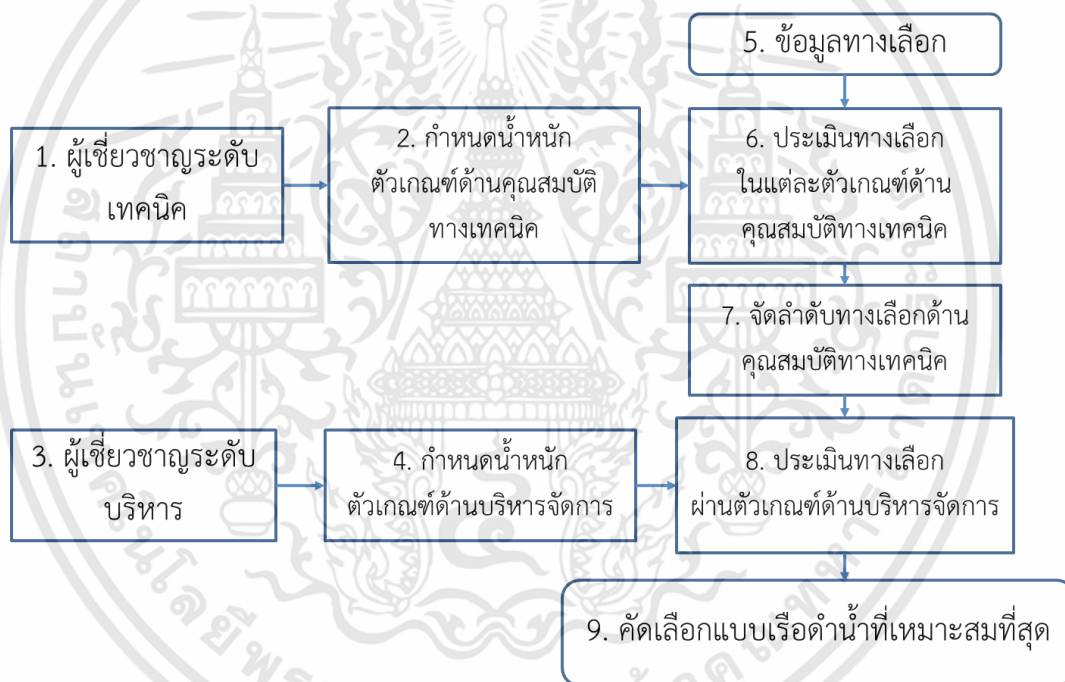 5. ข้อมูลทางเลือก
1. ผู้เชี่ยวชาญระดับ
เทคนิค
2. กำหนดน้ำหนัก
ตัวเกณฑ์ด้านคุณสมบัติ
ทางเทคนิค
6. ประเมินทางเลือก
ในแต่ละตัวเกณฑ์ด้าน
คุณสมบัติทางเทคนิค
7. จัดลำดับทางเลือกด้าน
คุณสมบัติทางเทคนิค
3. ผู้เชี่ยวชาญระดับ
บริหาร
4. กำหนดน้ำหนัก
ตัวเกณฑ์ด้านบริหารจัดการ
8. ประเมินทางเลือก
ผ่านตัวเกณฑ์ด้านบริหารจัดการ
9. คัดเลือกแบบเรือดำน้ำที่เหมาะสมที่สุด